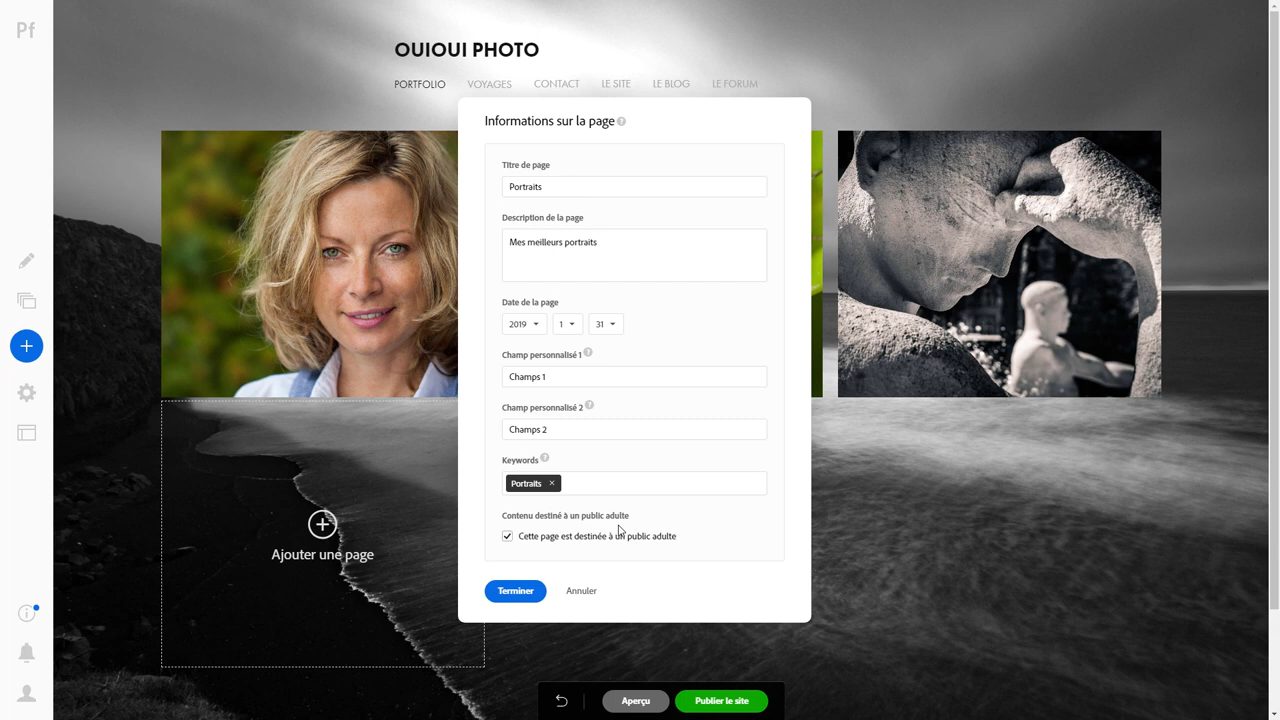 Pf
OUIOUI PHOTO
PORTFOLIO VOYAGES CONTACT LE SITE LE BLOG LE FORUM
Informations sur la page ?
Titre de page
Portraits
Description de la page
Mes meilleurs portraits
Date de la page
2019 1 31
Champ personnalisé 1 ?
Champs 1
Champ personnalisé 2 ?
Champs 2
Keywords ?
Portraits ×
Contenu destiné à un public adulte
Cette page est destinée à un public adulte
Terminer Annuler
Ajouter une page
Aperçu Publier le site